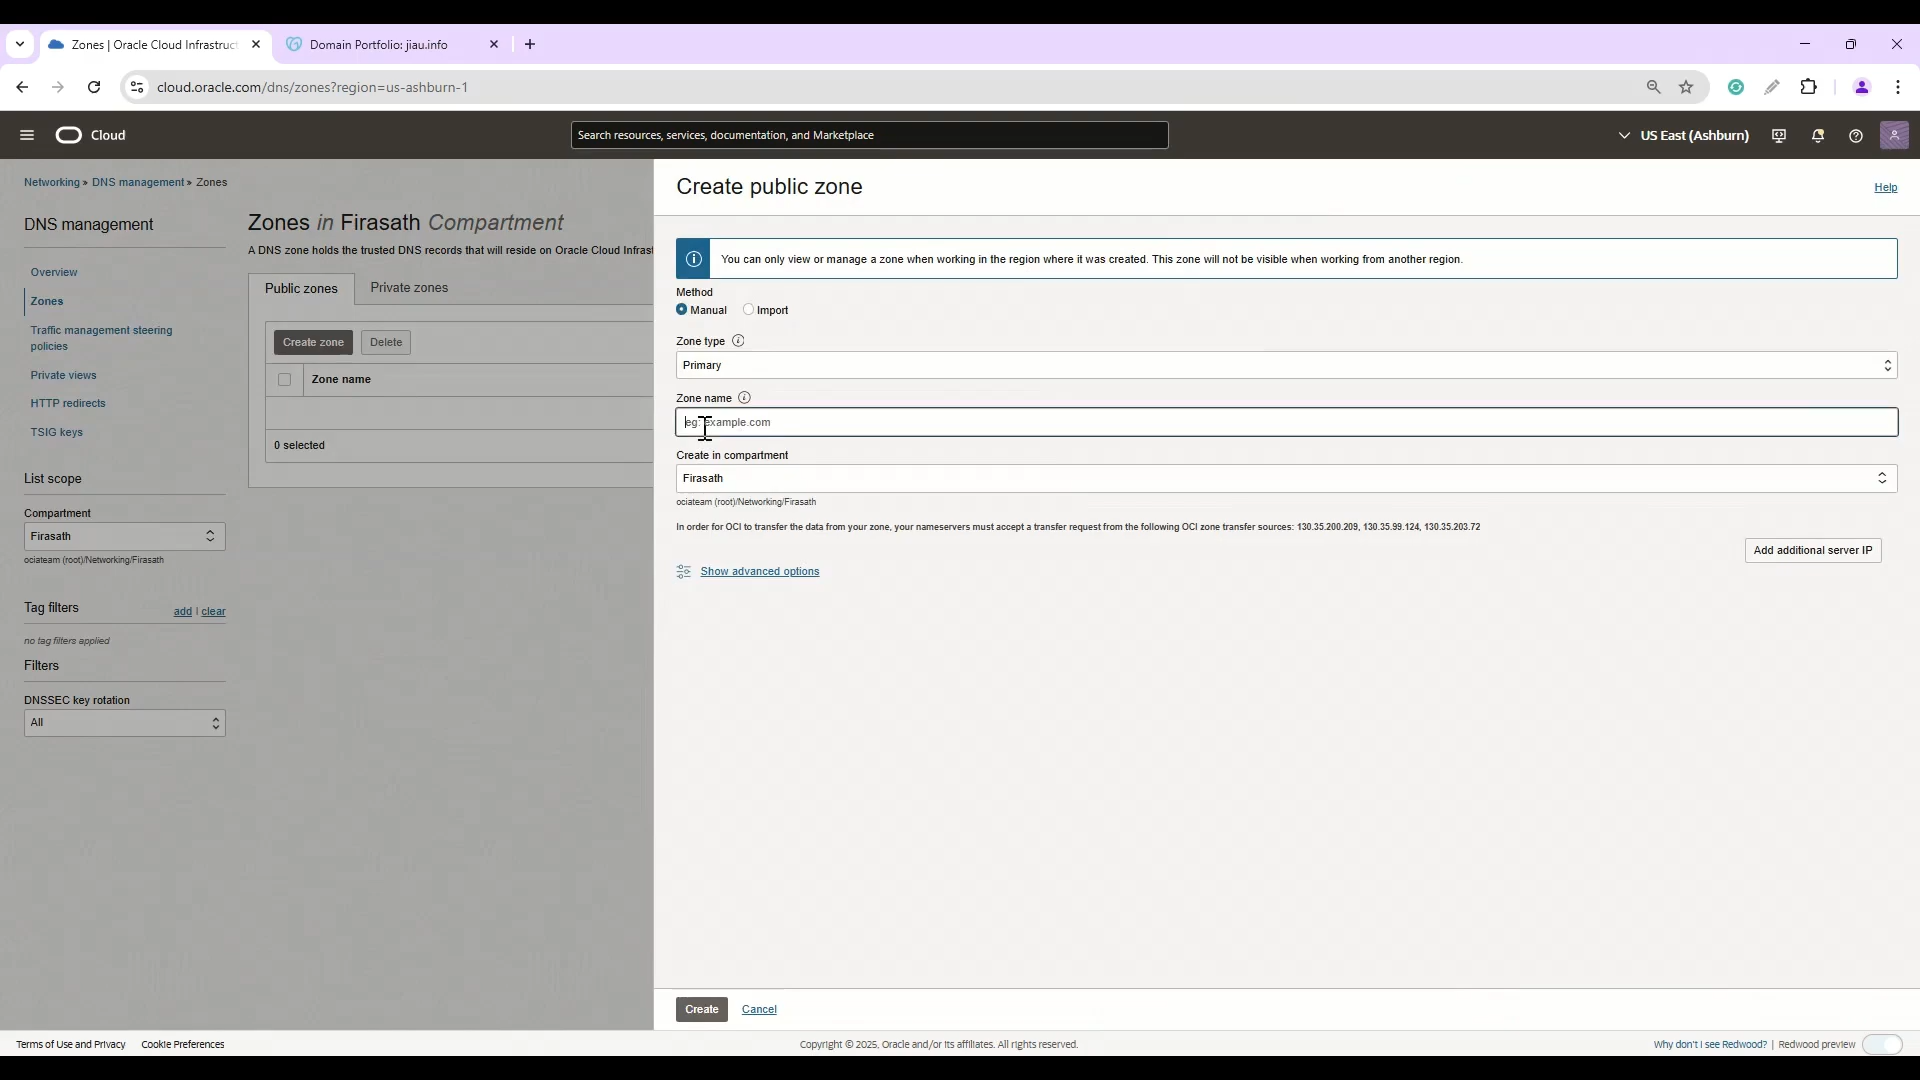 Zones | Oracle Cloud Infrastruct
Domain Portfolio: jiau.info
cloud.oracle.com/dns/zones?region=us-ashburn-1
Cloud
Search resources, services, documentation, and Marketplace
US East (Ashburn)
Networking » DNS management » Zones
DNS management
Overview
Zones
Traffic management steering
policies
Private views
HTTP redirects
TSIG keys
List scope
Compartment
Firasath
ociateam (root)/Networking/Firasath
Tag filters
add | clear
no tag filters applied
Filters
DNSSEC key rotation
All
Zones in Firasath Compartment
A DNS zone holds the trusted DNS records that will reside on Oracle Cloud Infrast
Public zones
Private zones
Create zone
Delete
Zone name
0 selected
Create public zone
Help
You can only view or manage a zone when working in the region where it was created. This zone will not be visible when working from another region.
Method
Manual
Import
Zone type
Primary
Zone name
eg: example.com
Create in compartment
Firasath
ociateam (root)/Networking/Firasath
In order for OCI to transfer the data from your zone, your nameservers must accept a transfer request from the following OCI zone transfer sources: 130.35.200.209, 130.35.99.124, 130.35.203.72
Add additional server IP
Show advanced options
Create
Cancel
Terms of Use and Privacy
Cookie Preferences
Copyright © 2025, Oracle and/or its affiliates. All rights reserved.
Why don't I see Redwood? | Redwood preview